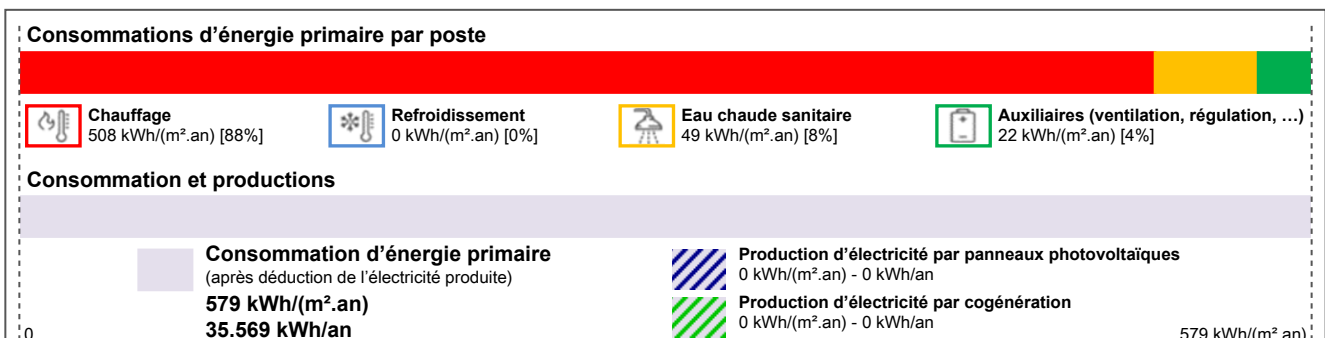 Consommations d'énergie primaire par poste
Chauffage
508 kWh/(m².an) [88%]
Refroidissement
0 kWh/(m².an) [0%]
Eau chaude sanitaire
49 kWh/(m².an) [8%]
Auxiliaires (ventilation, régulation, …)
22 kWh/(m².an) [4%]
Consommation et productions
Consommation d'énergie primaire
(après déduction de l'électricité produite)
579 kWh/(m².an)
35.569 kWh/an
Production d'électricité par panneaux photovoltaïques
0 kWh/(m².an) - 0 kWh/an
Production d'électricité par cogénération
0 kWh/(m².an) - 0 kWh/an
0
579 kWh/(m².an)